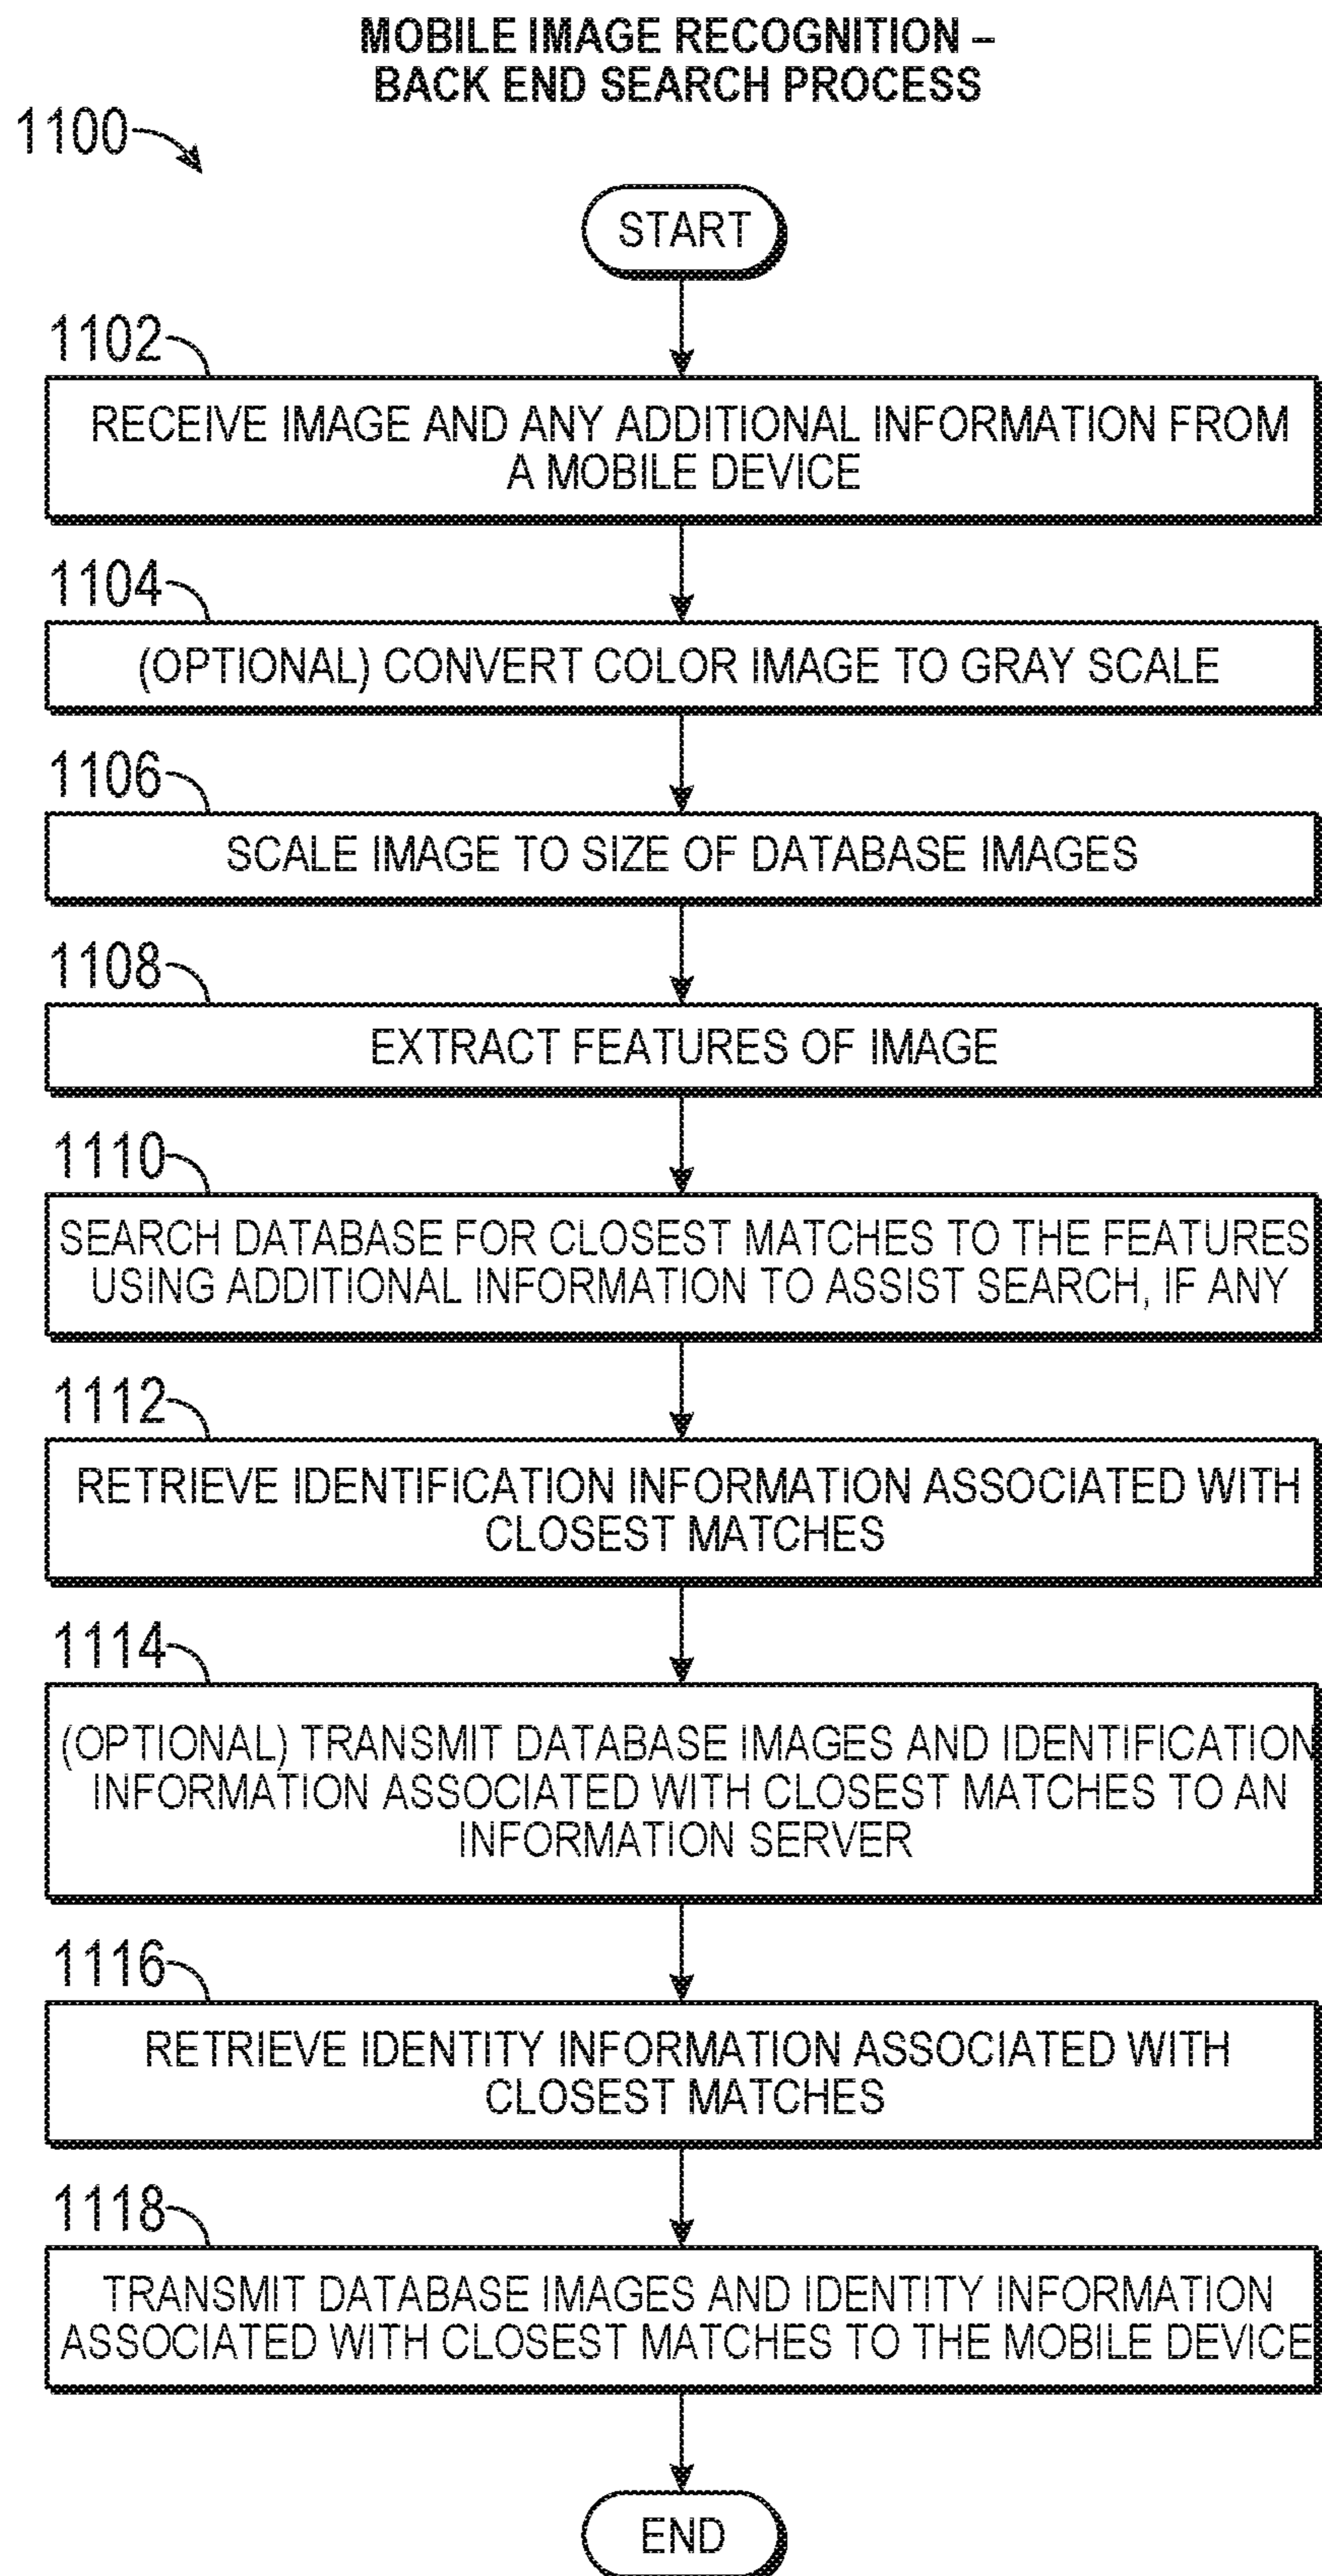 MOBILE IMAGE RECOGNITION –
BACK END SEARCH PROCESS
1100
START
1102
RECEIVE IMAGE AND ANY ADDITIONAL INFORMATION FROM
A MOBILE DEVICE
1104
(OPTIONAL) CONVERT COLOR IMAGE TO GRAY SCALE
1106
SCALE IMAGE TO SIZE OF DATABASE IMAGES
1108
EXTRACT FEATURES OF IMAGE
1110
SEARCH DATABASE FOR CLOSEST MATCHES TO THE FEATURES
USING ADDITIONAL INFORMATION TO ASSIST SEARCH, IF ANY
1112
RETRIEVE IDENTIFICATION INFORMATION ASSOCIATED WITH
CLOSEST MATCHES
1114
(OPTIONAL) TRANSMIT DATABASE IMAGES AND IDENTIFICATION
INFORMATION ASSOCIATED WITH CLOSEST MATCHES TO AN
INFORMATION SERVER
1116
RETRIEVE IDENTITY INFORMATION ASSOCIATED WITH
CLOSEST MATCHES
1118
TRANSMIT DATABASE IMAGES AND IDENTITY INFORMATION
ASSOCIATED WITH CLOSEST MATCHES TO THE MOBILE DEVICE
END